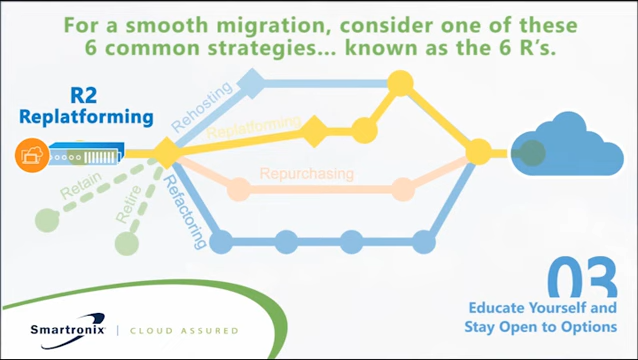 For a smooth migration, consider one of these
6 common strategies... known as the 6 R's.
R2
Replatforming
Rehosting
Replatforming
Repurchasing
Retain
Retire
Refactoring
03
Educate Yourself and
Stay Open to Options
Smartronix | CLOUD ASSURED